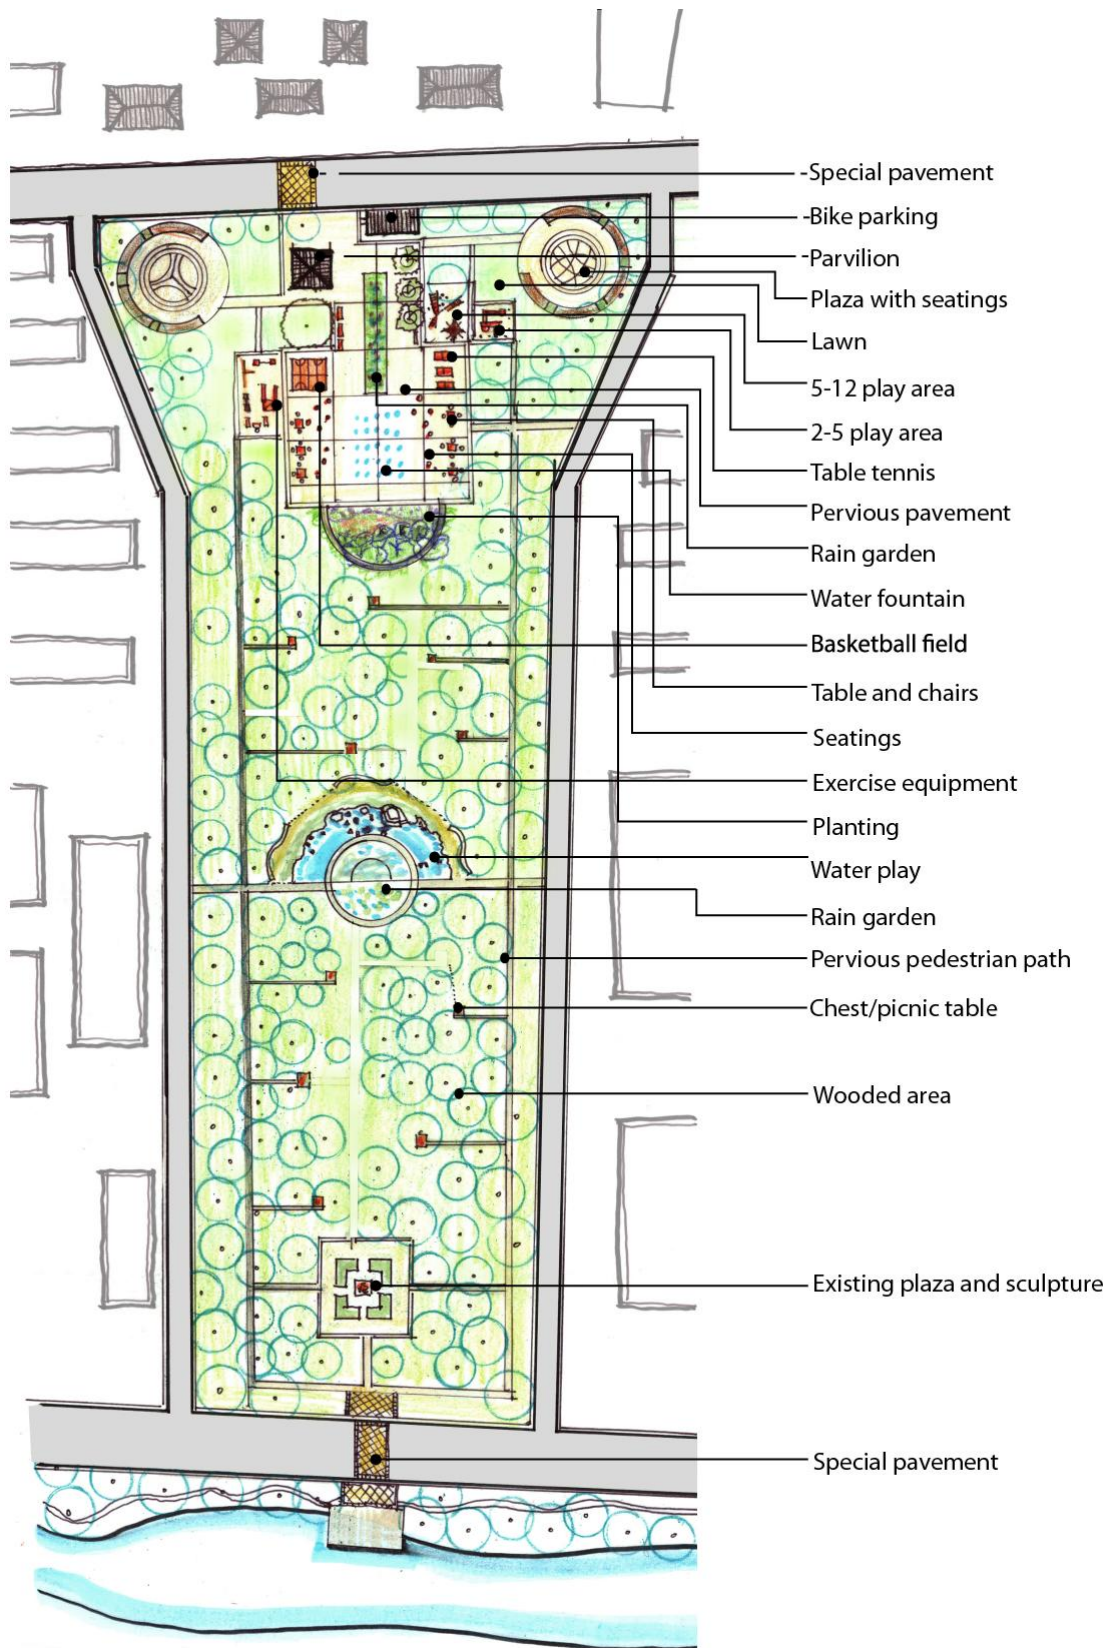 Special pavement
Bike parking
Parvilion
Plaza with seatings
Lawn
5-12 play area
2-5 play area
Table tennis
Pervious pavement
Rain garden
Water fountain
Basketball field
Table and chairs
Seatings
Exercise equipment
Planting
Water play
Rain garden
Pervious pedestrian path
Chest/picnic table
Wooded area
Existing plaza and sculpture
Special pavement